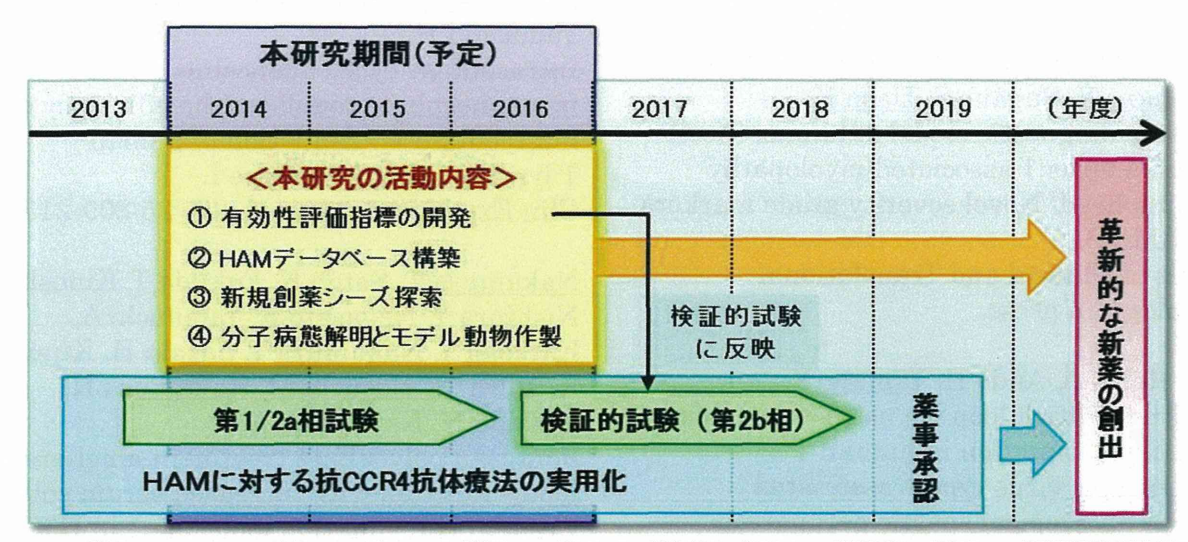 本研究期間(予定)
2013 2014 2015 2016 2017 2018 2019 (年度)
＜本研究の活動内容＞
① 有効性評価指標の開発
② HAMデータベース構築
③ 新規創薬シーズ探索
④ 分子病態解明とモデル動物作製
検証的試験
に反映
革新的な新薬の創出
第1/2a相試験
検証的試験（第2b相）
薬事承認
HAMに対する抗CCR4抗体療法の実用化